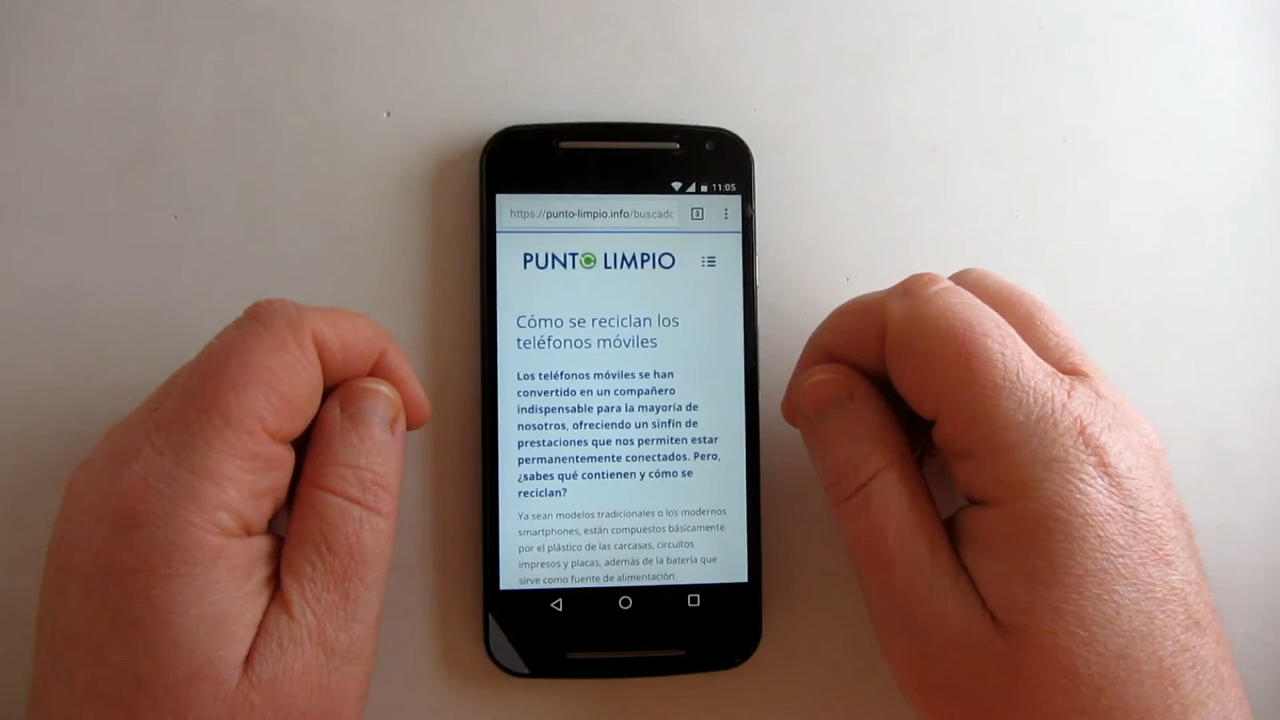 11:05
https://punto-limpio.info/buscado
3
PUNTO LIMPIO
Cómo se reciclan los
teléfonos móviles
Los teléfonos móviles se han
convertido en un compañero
indispensable para la mayoría de
nosotros, ofreciendo un sinfín de
prestaciones que nos permiten estar
permanentemente conectados. Pero,
¿sabes qué contienen y cómo se
reciclan?
Ya sean modelos tradicionales o los modernos
smartphones, están compuestos básicamente
por el plástico de las carcasas, circuitos
impresos y placas, además de la batería que
sirve como fuente de alimentación